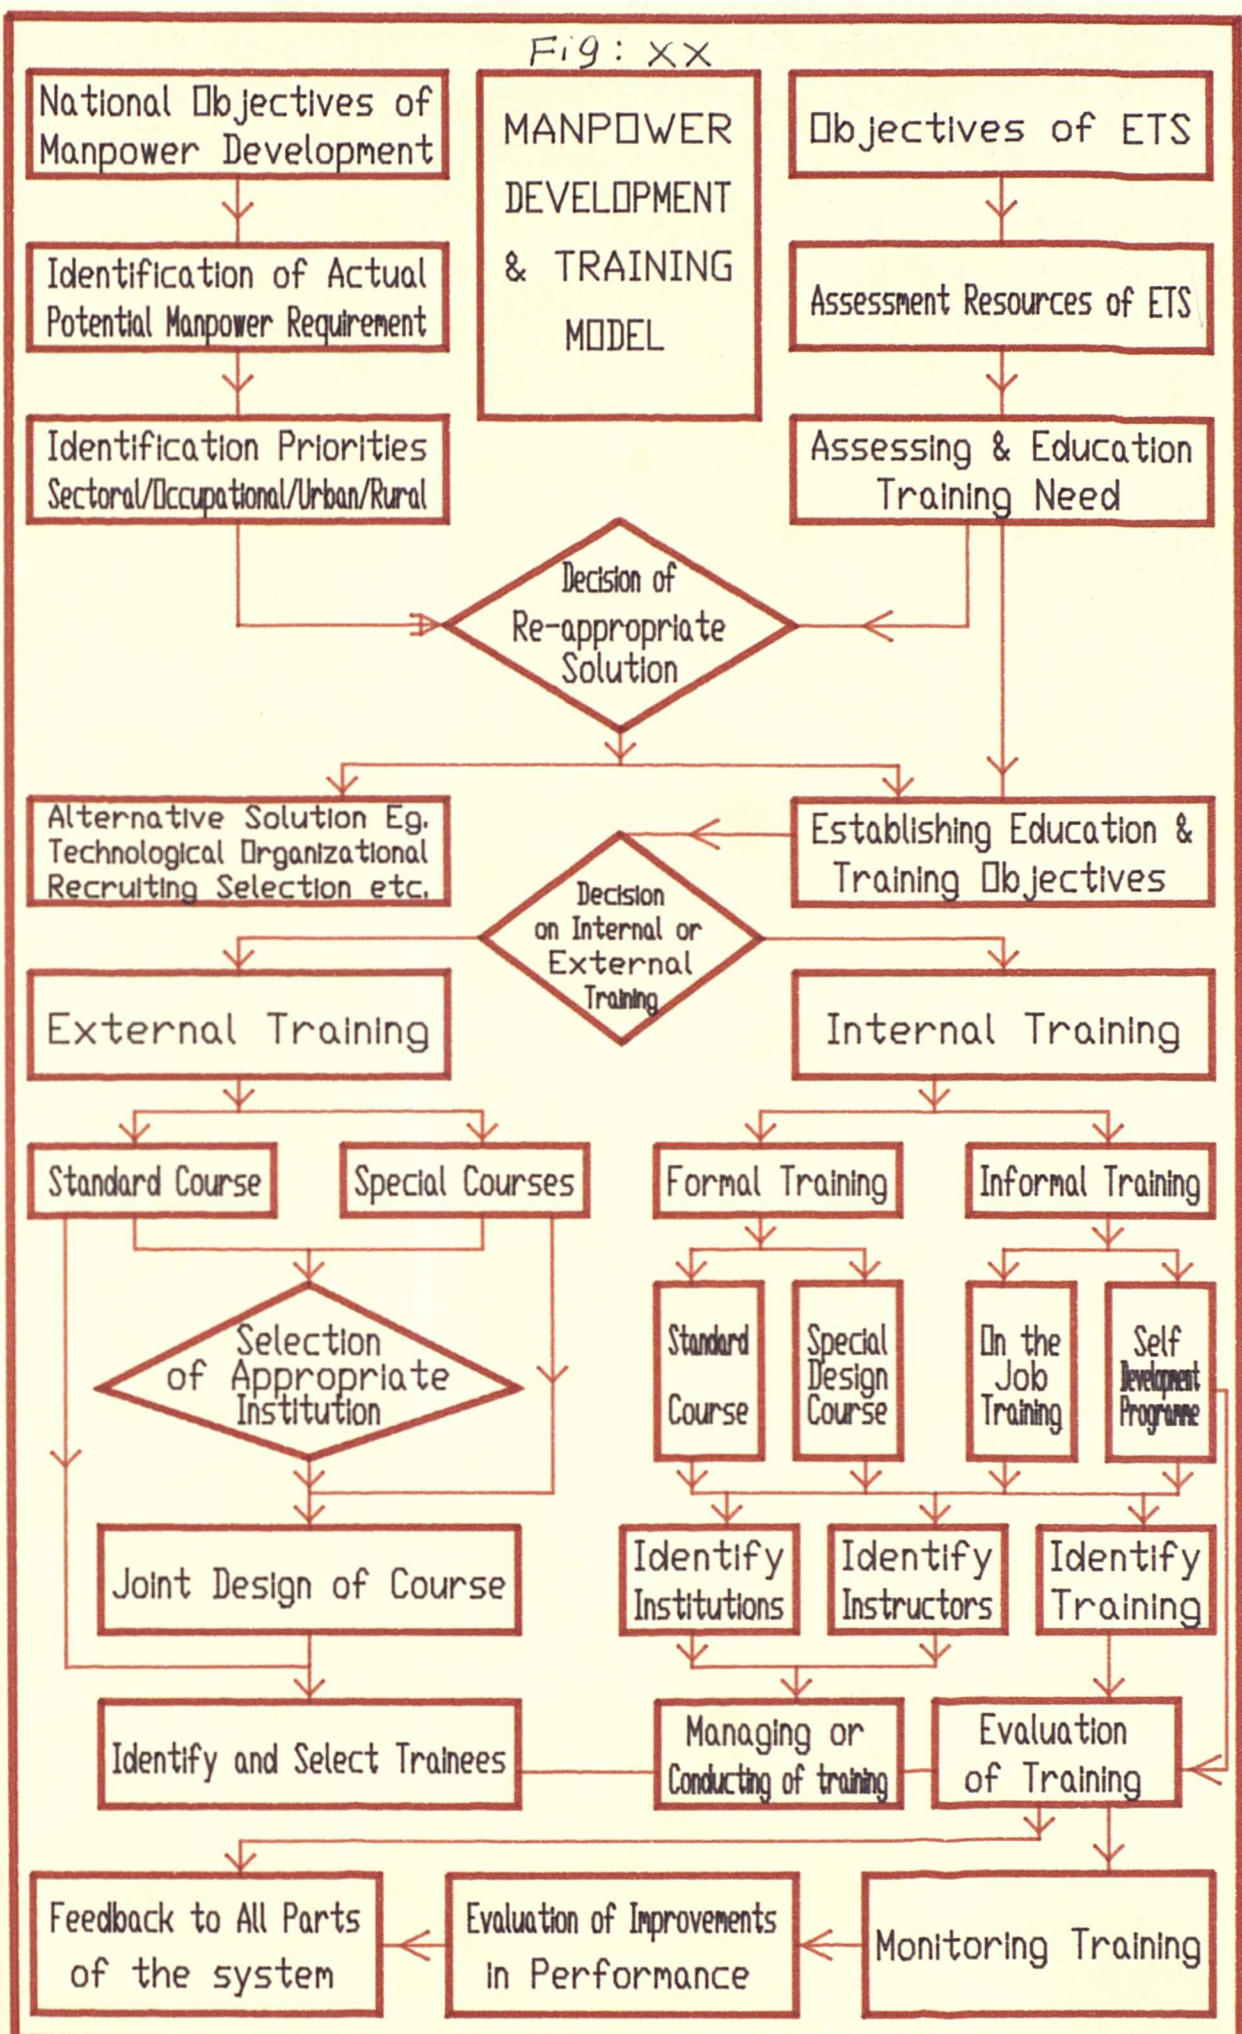 Fig: XX
National Objectives of
Manpower Development
MANPOWER
DEVELOPMENT
& TRAINING
MODEL
Objectives of ETS
Identification of Actual
Potential Manpower Requirement
Assessment Resources of ETS
Identification Priorities
Sectoral/Occupational/Urban/Rural
Assessing & Education
Training Need
Decision of
Re-appropriate
Solution
Alternative Solution Eg.
Technological Organizational
Recruiting Selection etc.
Establishing Education &
Training Objectives
Decision
on Internal or
External
Training
External Training
Internal Training
Standard Course
Special Courses
Formal Training
Informal Training
Selection
of Appropriate
Institution
Standard
Course
Special
Design
Course
On the
Job
Training
Self
Development
Programme
Joint Design of Course
Identify
Institutions
Identify
Instructors
Identify
Training
Identify and Select Trainees
Managing or
Conducting of training
Evaluation
of Training
Feedback to All Parts
of the system
Evaluation of Improvements
in Performance
Monitoring Training